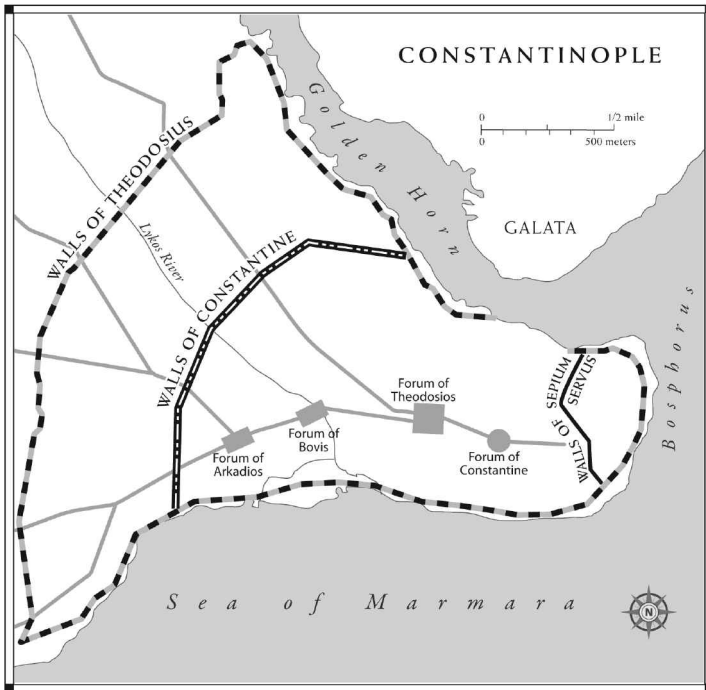 CONSTANTINOPLE
0 1/2 mile
0 500 meters
Golden Horn
GALATA
WALLS OF THEODOSIUS
Lykos River
WALLS OF CONSTANTINE
Bosphorus
WALLS OF SEPIUM
SERVUS
Forum of
Theodosios
Forum of
Bovis
Forum of
Arkadios
Forum of
Constantine
Sea of Marmara
N